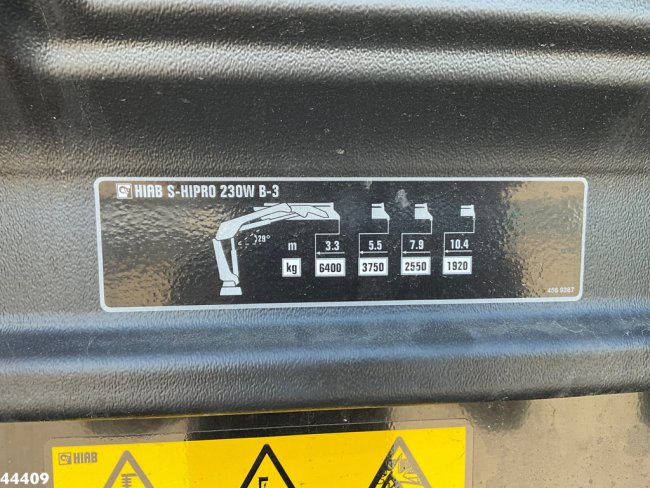 HIAB S-HIPRO 230W B-3
29°
m 3.3 5.5 7.9 10.4
kg 6400 3750 2550 1920
456 9387
HIAB
44409